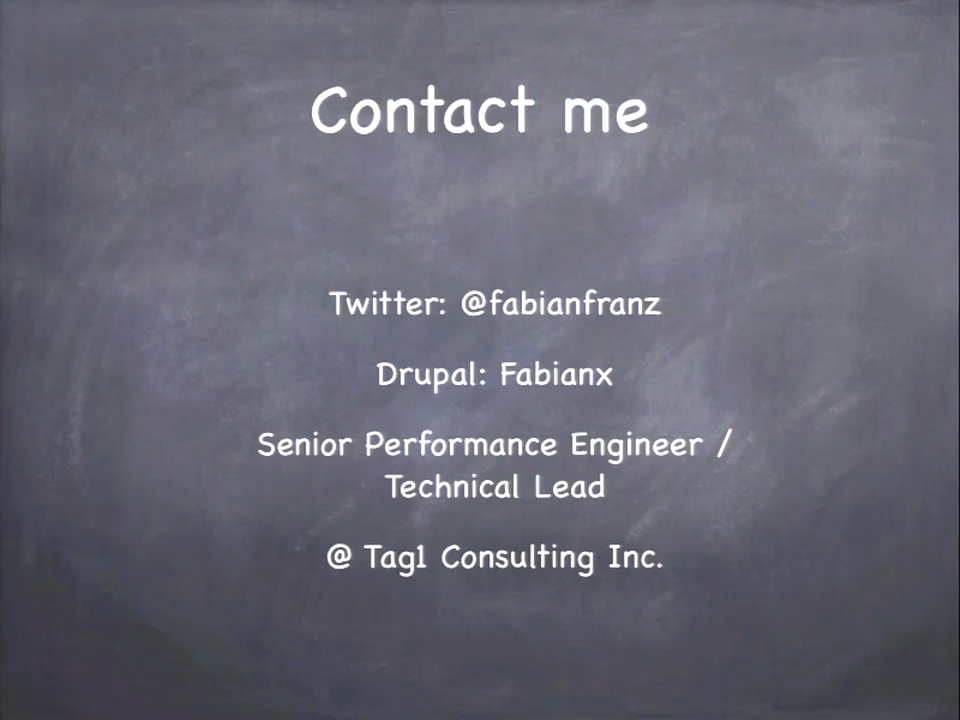 Contact me
Twitter: @fabianfranz
Drupal: Fabianx
Senior Performance Engineer /
Technical Lead
@ Tag1 Consulting Inc.